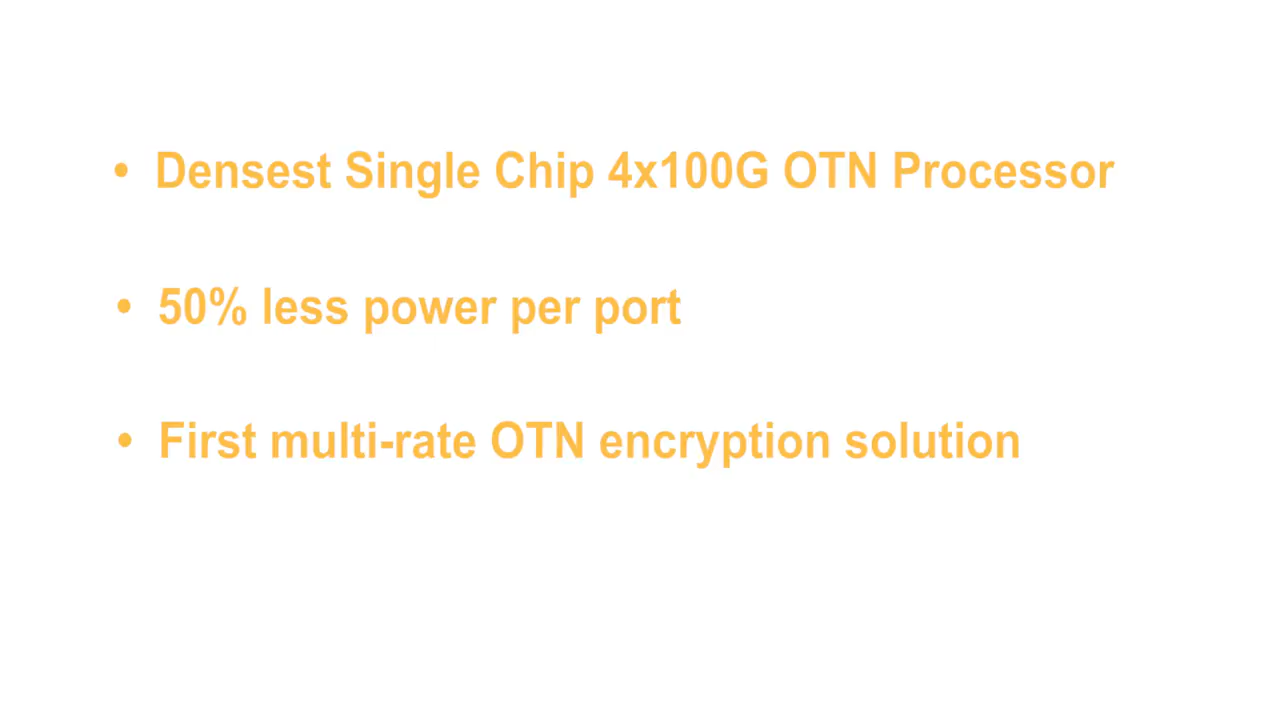 • Densest Single Chip 4x100G OTN Processor
• 50% less power per port
• First multi-rate OTN encryption solution